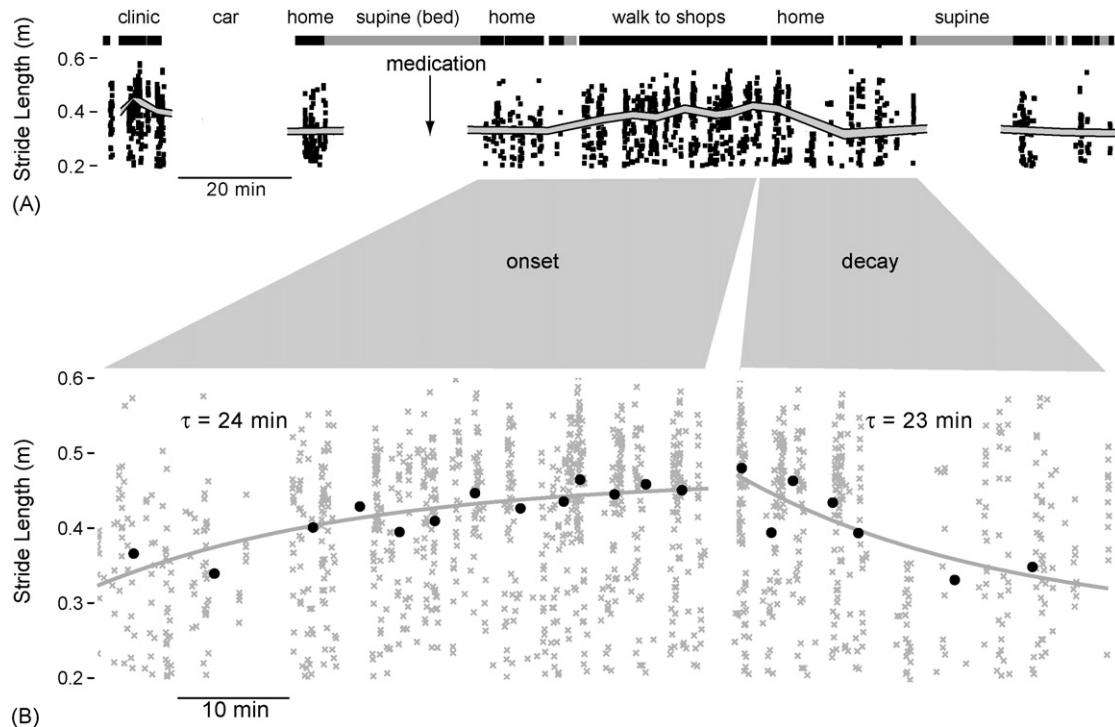 clinic car home supine (bed) home walk to shops home supine
0.6 -
medication
Stride Length (m)
0.4 -
0.2 -
20 min
(A)
onset decay
0.6 -
τ = 24 min τ = 23 min
0.5 -
Stride Length (m)
0.4 -
0.3 -
0.2 -
10 min
(B)